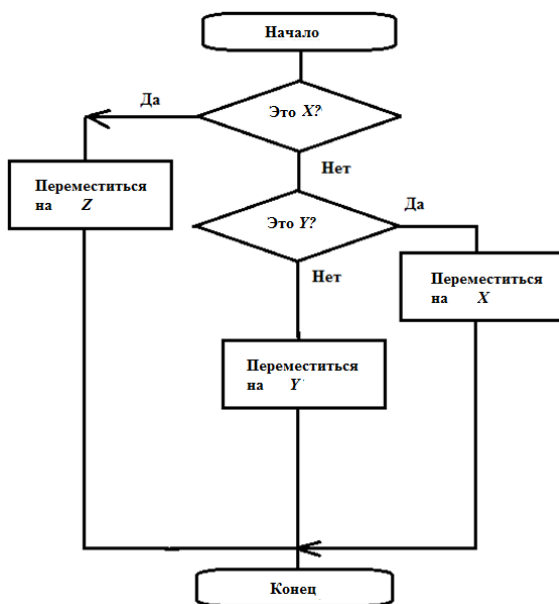 Начало
Да
Это X?
Нет
Переместиться
на Z
Это Y?
Да
Нет
Переместиться
на X
Переместиться
на Y
Конец